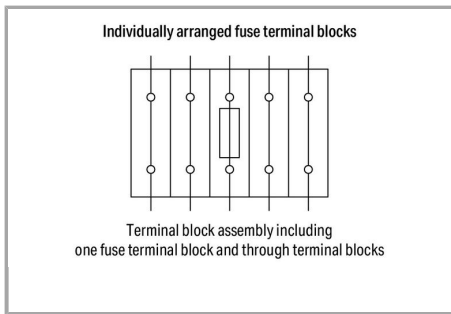 Individually arranged fuse terminal blocks
Terminal block assembly including
one fuse terminal block and through terminal blocks